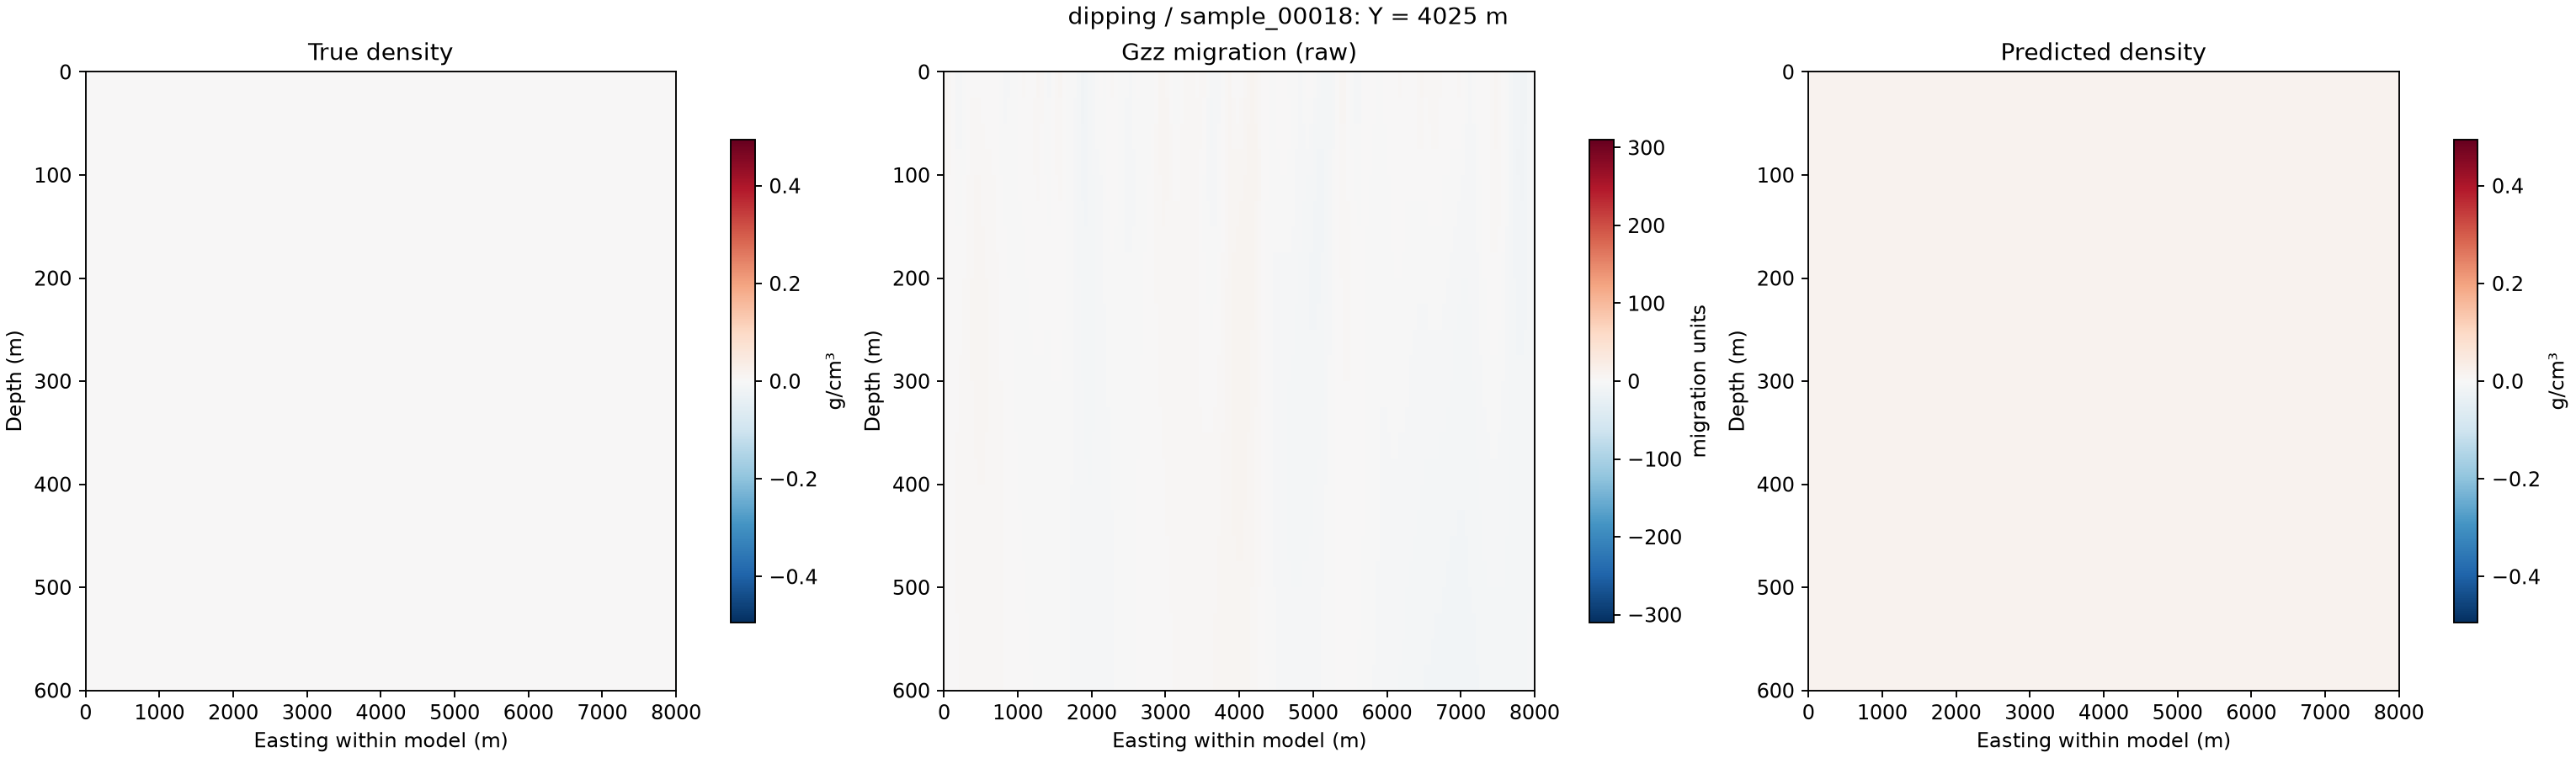 dipping / sample_00018: Y = 4025 m
True density
0
100
200
300
400
500
600
Depth (m)
0 1000 2000 3000 4000 5000 6000 7000 8000
Easting within model (m)
0.4
0.2
0.0
−0.2
−0.4
g/cm³
Gzz migration (raw)
0
100
200
300
400
500
600
Depth (m)
0 1000 2000 3000 4000 5000 6000 7000 8000
Easting within model (m)
300
200
100
0
−100
−200
−300
migration units
Predicted density
0
100
200
300
400
500
600
Depth (m)
0 1000 2000 3000 4000 5000 6000 7000 8000
Easting within model (m)
0.4
0.2
0.0
−0.2
−0.4
g/cm³